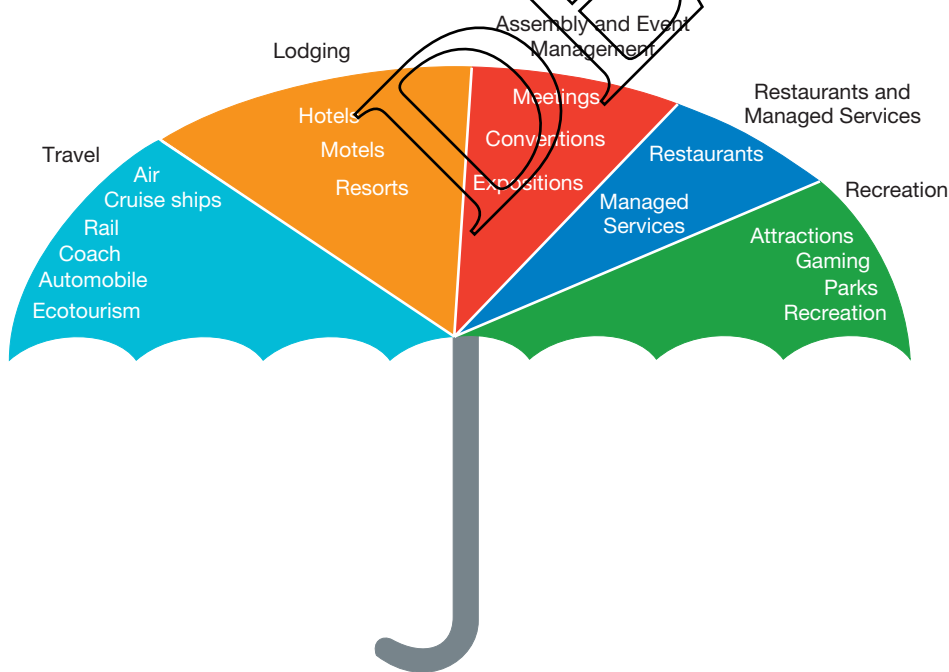 Assembly and Event
Management
Lodging
Restaurants and
Managed Services
Travel
Recreation
Air
Cruise ships
Rail
Coach
Automobile
Ecotourism
Hotels
Motels
Resorts
Meetings
Conventions
Expositions
Restaurants
Managed
Services
Attractions
Gaming
Parks
Recreation